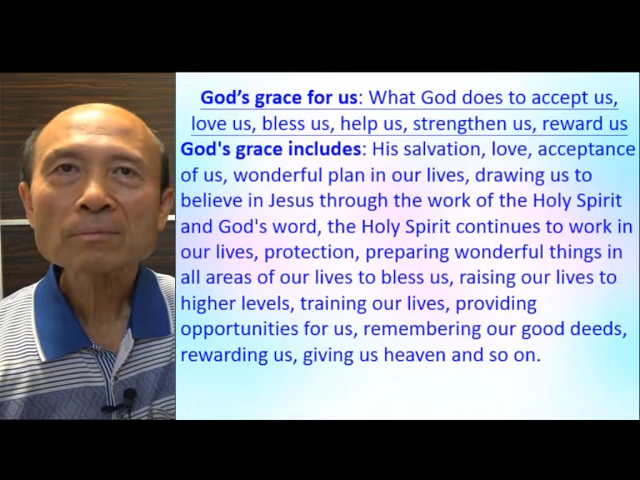 God’s grace for us: What God does to accept us,
love us, bless us, help us, strengthen us, reward us
God's grace includes: His salvation, love, acceptance
of us, wonderful plan in our lives, drawing us to
believe in Jesus through the work of the Holy Spirit
and God's word, the Holy Spirit continues to work in
our lives, protection, preparing wonderful things in
all areas of our lives to bless us, raising our lives to
higher levels, training our lives, providing
opportunities for us, remembering our good deeds,
rewarding us, giving us heaven and so on.